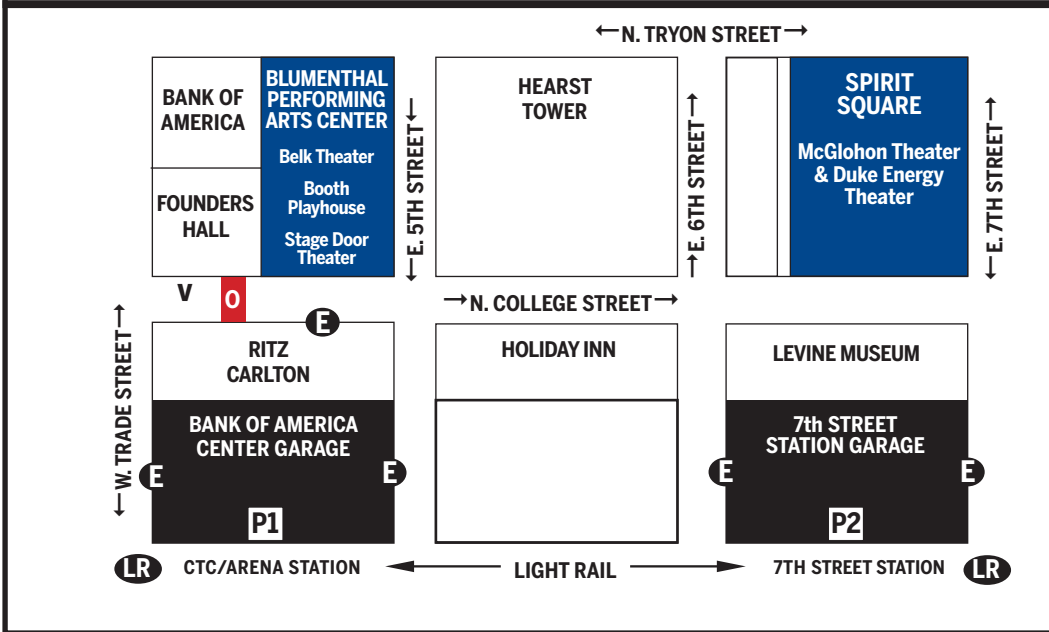 ←N. TRYON STREET→
BANK OF
AMERICA
FOUNDERS
HALL
BLUMENTHAL
PERFORMING
ARTS CENTER
Belk Theater
Booth
Playhouse
Stage Door
Theater
←E. 5TH STREET→
HEARST
TOWER
←E. 6TH STREET→
SPIRIT
SQUARE
McGlohon Theater
& Duke Energy
Theater
←E. 7TH STREET→
V
O
E
→N. COLLEGE STREET→
←W. TRADE STREET→
RITZ
CARLTON
BANK OF AMERICA
CENTER GARAGE
E
E
P1
HOLIDAY INN
LEVINE MUSEUM
7th STREET
STATION GARAGE
E
E
P2
LR
CTC/ARENA STATION
LIGHT RAIL
7TH STREET STATION
LR